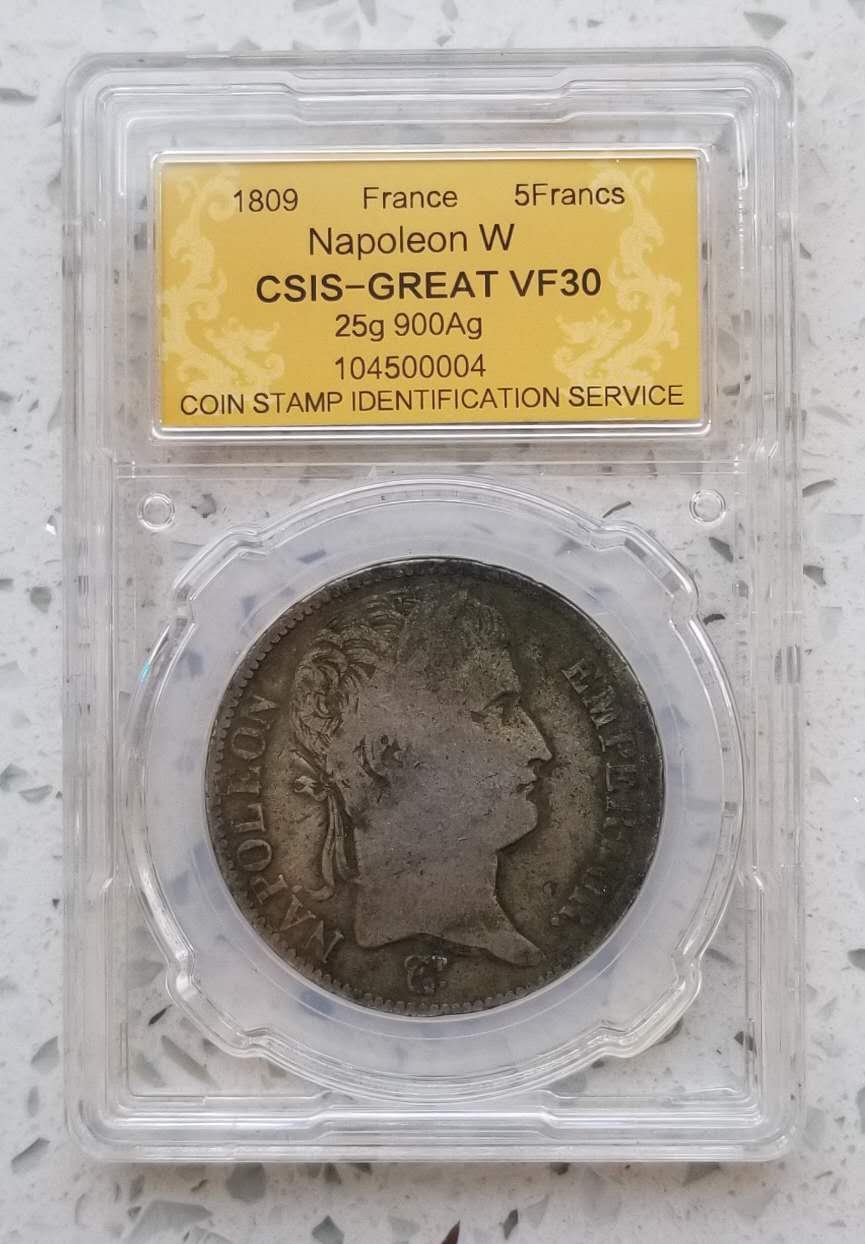 1809 France 5Francs
Napoleon W
CSIS-GREAT VF30
25g 900Ag
104500004
COIN STAMP IDENTIFICATION SERVICE
NAPOLEON EMPEREUR.